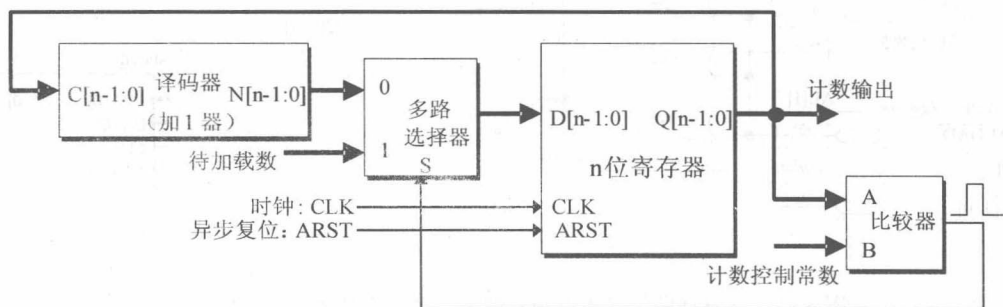 C[n-1:0]
译码器
（加1器）
N[n-1:0]
0
1
多路
选择器
S
待加载数
D[n-1:0]
Q[n-1:0]
n位寄存器
CLK
ARST
时钟: CLK
异步复位: ARST
计数输出
A
比较器
B
计数控制常数